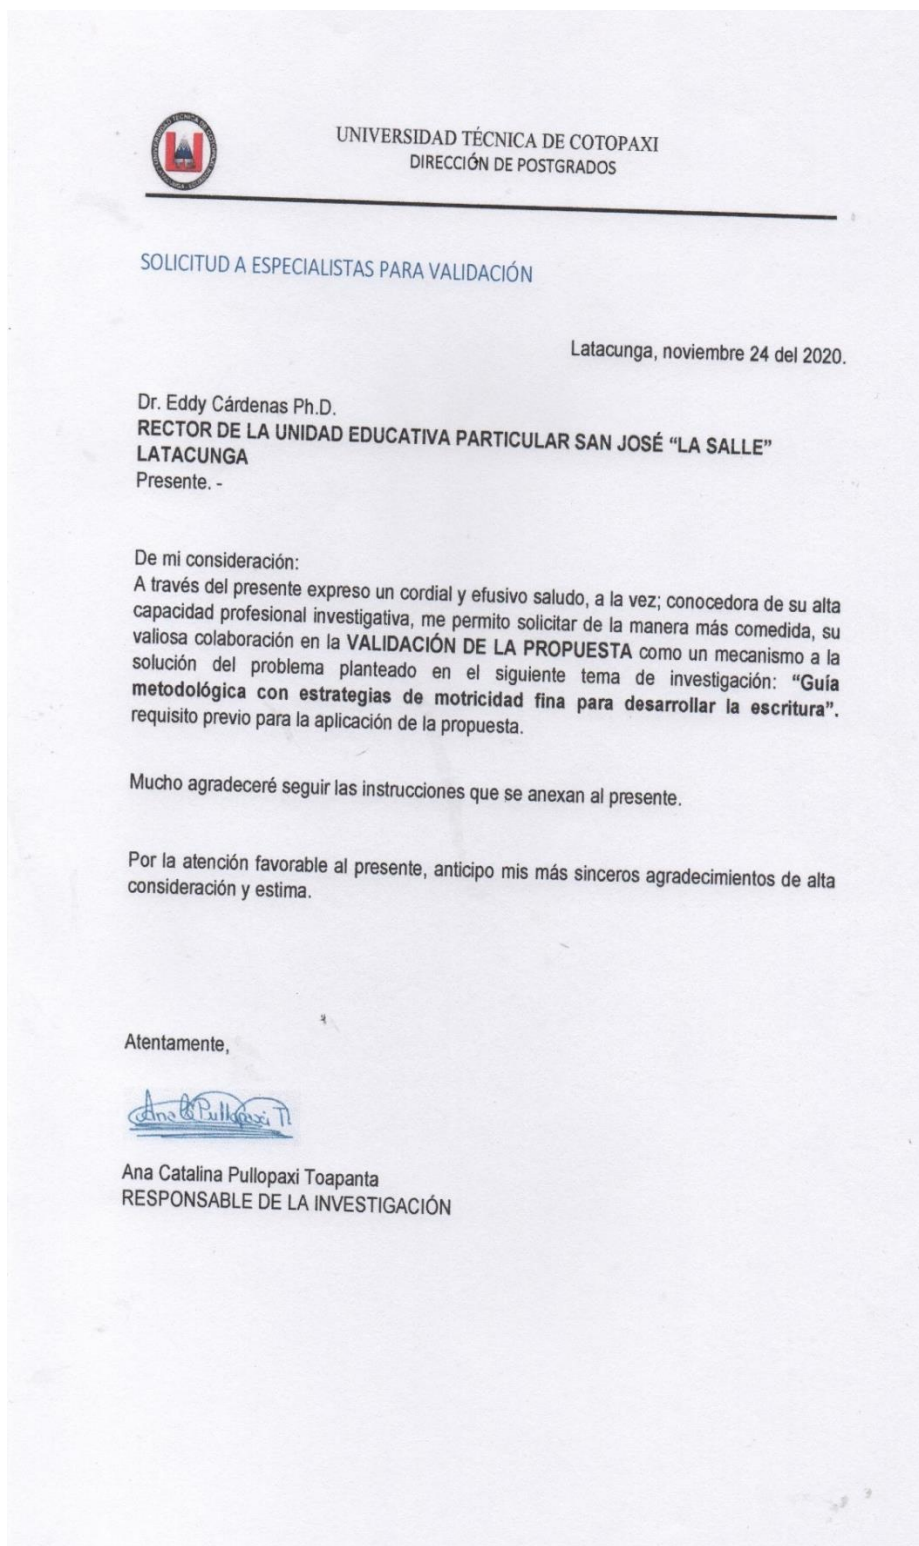 UNIVERSIDAD TÉCNICA DE COTOPAXI
DIRECCIÓN DE POSTGRADOS
SOLICITUD A ESPECIALISTAS PARA VALIDACIÓN
Latacunga, noviembre 24 del 2020.
Dr. Eddy Cárdenas Ph.D.
RECTOR DE LA UNIDAD EDUCATIVA PARTICULAR SAN JOSÉ “LA SALLE”
LATACUNGA
Presente. -
De mi consideración:
A través del presente expreso un cordial y efusivo saludo, a la vez; conocedora de su alta
capacidad profesional investigativa, me permito solicitar de la manera más comedida, su
valiosa colaboración en la VALIDACIÓN DE LA PROPUESTA como un mecanismo a la
solución del problema planteado en el siguiente tema de investigación: “Guía
metodológica con estrategias de motricidad fina para desarrollar la escritura”.
requisito previo para la aplicación de la propuesta.
Mucho agradeceré seguir las instrucciones que se anexan al presente.
Por la atención favorable al presente, anticipo mis más sinceros agradecimientos de alta
consideración y estima.
Atentamente,
Ana C Pullopaxi T
Ana Catalina Pullopaxi Toapanta
RESPONSABLE DE LA INVESTIGACIÓN